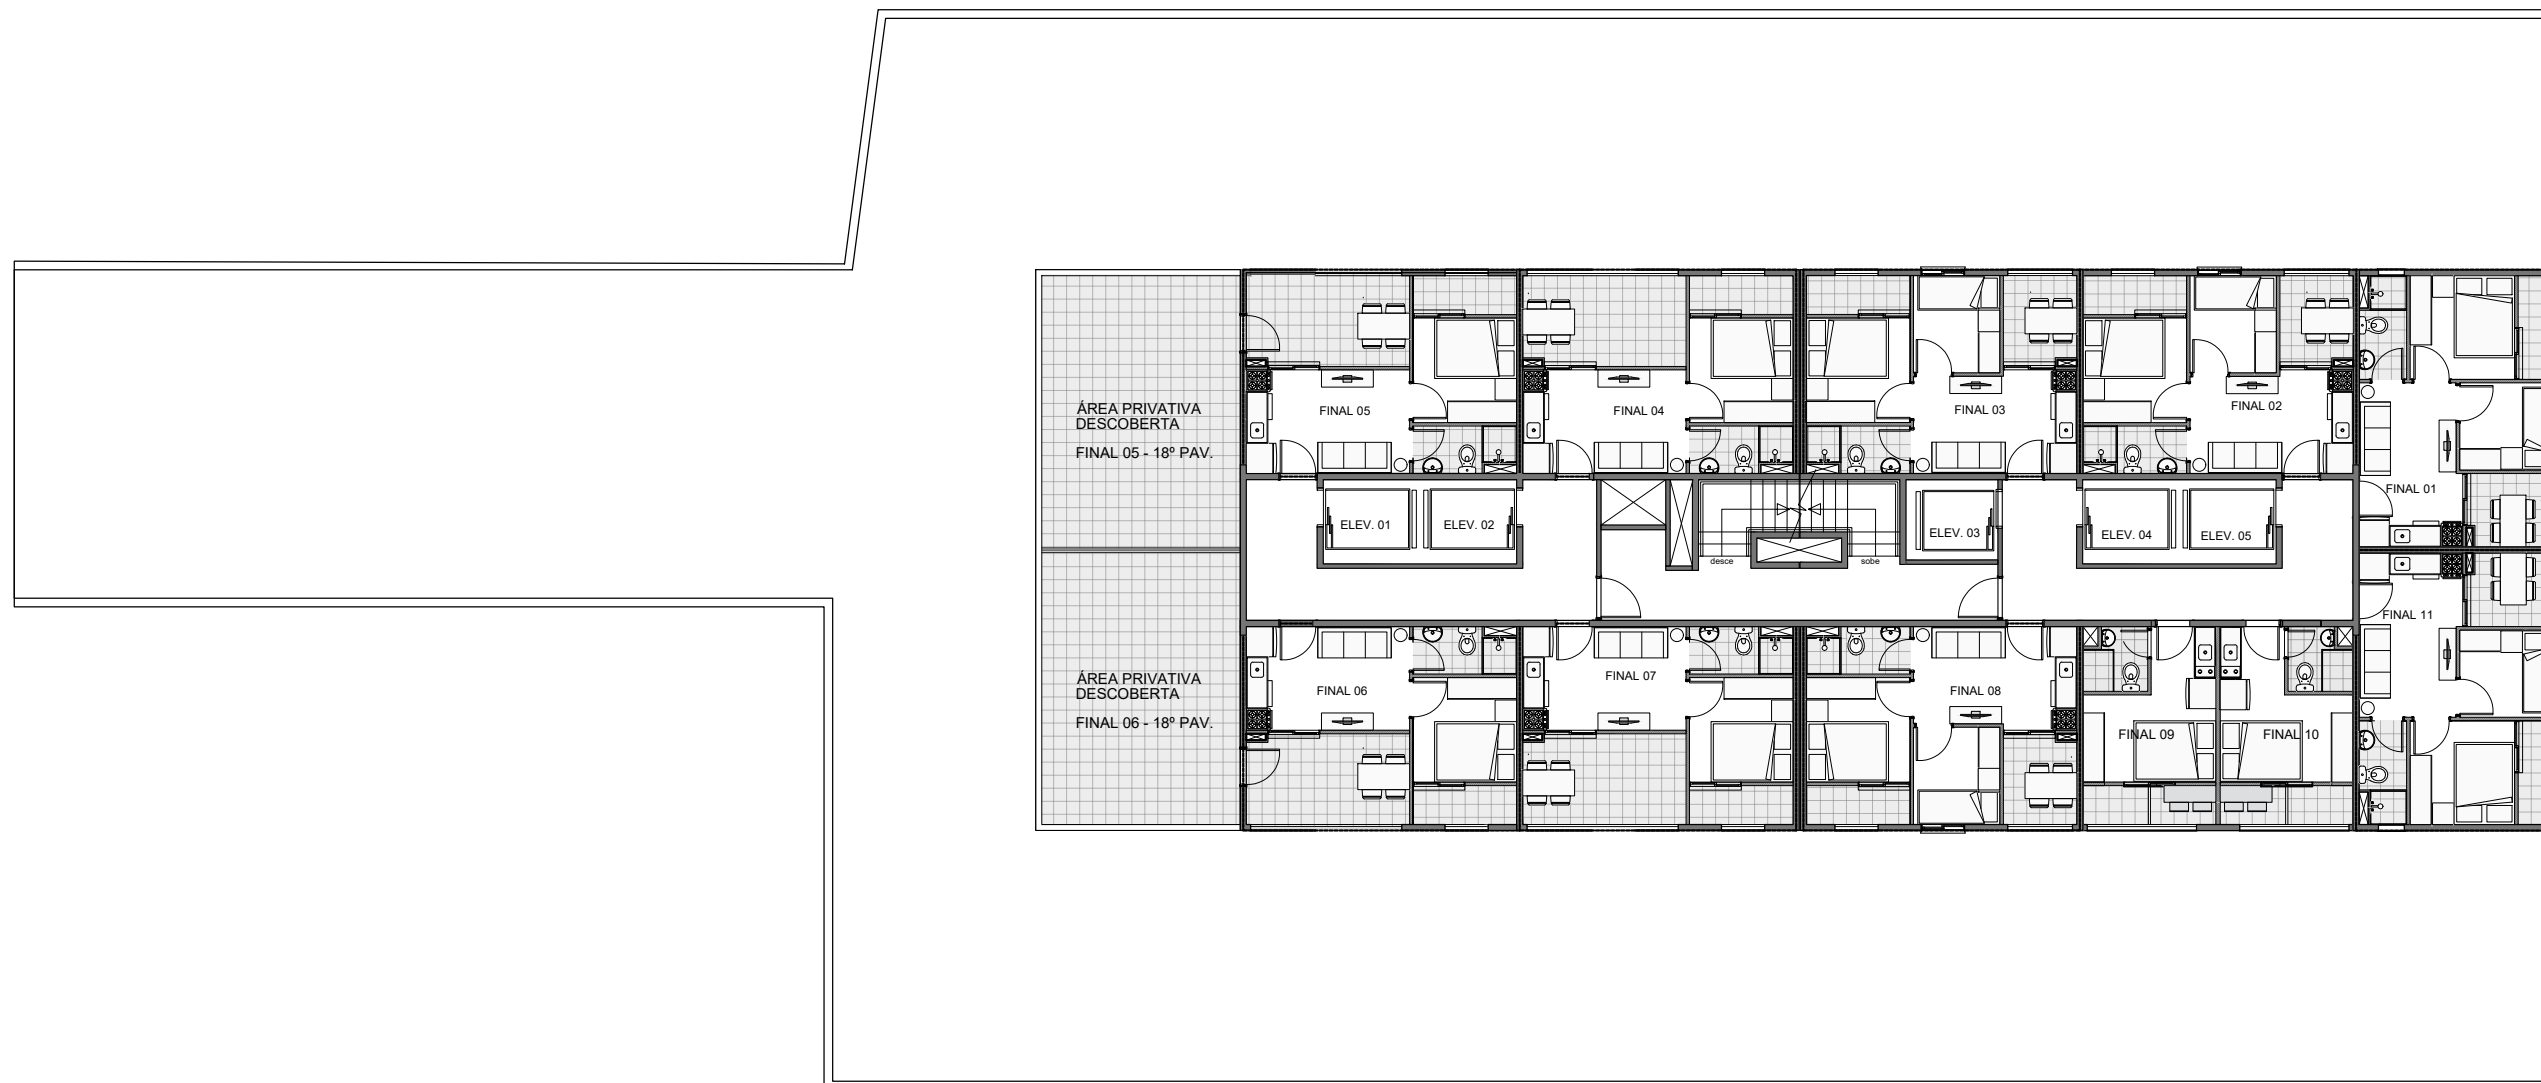 FINAL 05
FINAL 04
FINAL 03
FINAL 02
ÁREA PRIVATIVA
DESCOBERTA
FINAL 05 - 18º PAV.
FINAL 01
ELEV. 01
ELEV. 02
ELEV. 03
ELEV. 04
ELEV. 05
desce
sobe
FINAL 11
ÁREA PRIVATIVA
DESCOBERTA
FINAL 06 - 18º PAV.
FINAL 06
FINAL 07
FINAL 08
FINAL 09
FINAL 10